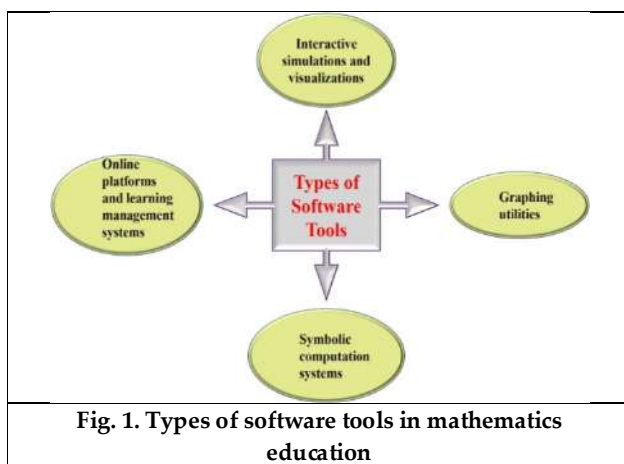 Interactive
simulations and
visualizations
Online
platforms
and learning
management
systems
Types of
Software
Tools
Graphing
utilities
Symbolic
computation
systems
Fig. 1. Types of software tools in mathematics
education